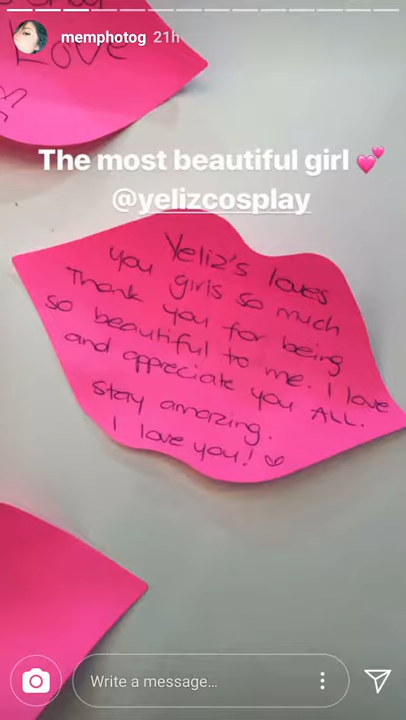 memphotog 21h
Love
The most beautiful girl 💕
@yelizcosplay
Yeliz's loves
you girls so much
Thank you for being
so beautiful to me. I love
and appreciate you ALL.
stay amazing.
I love you! ♡
Write a message...